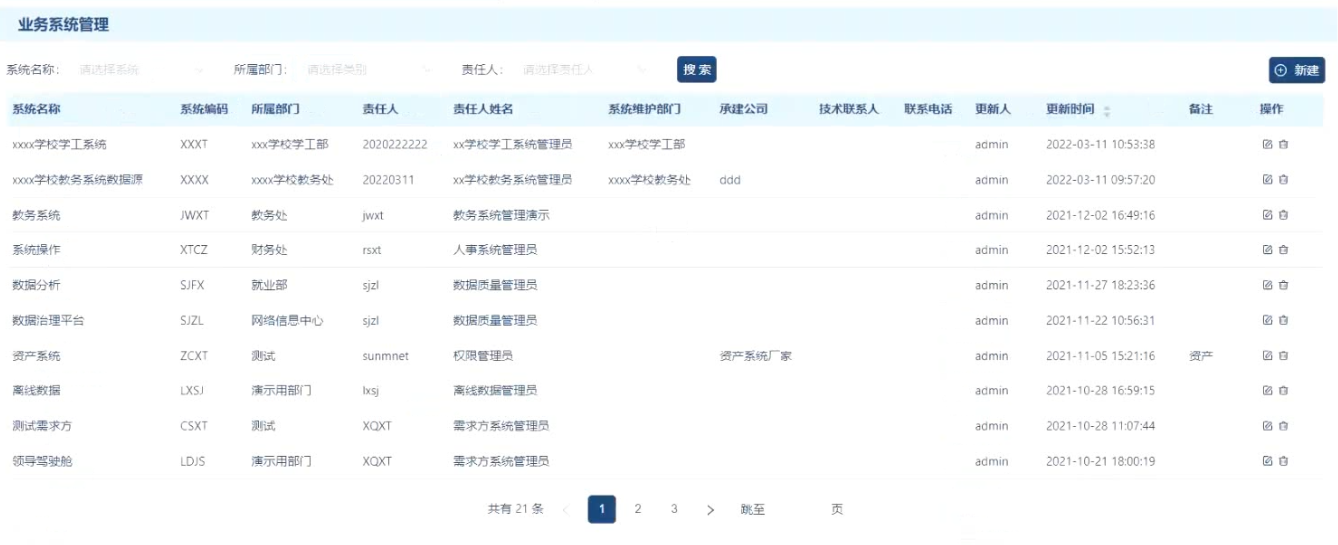 业务系统管理
系统名称: 请选择系统 所属部门: 请选择类别 责任人: 请选择责任人 搜索 新建
系统名称 系统编码 所属部门 责任人 责任人姓名 系统维护部门 承建公司 技术联系人 联系电话 更新人 更新时间 备注 操作
xxxx学校学工系统 XXXT xxx学校学工部 2020222222 xx学校学工系统管理员 xxx学校学工部 admin 2022-03-11 10:53:38
xxxx学校教务系统数据源 XXXX xxxx学校教务处 20220311 xx学校教务系统管理员 xxxx学校教务处 ddd admin 2022-03-11 09:57:20
教务系统 JWXT 教务处 jwxt 教务系统管理演示 admin 2021-12-02 16:49:16
系统操作 XTCZ 财务处 rsxt 人事系统管理员 admin 2021-12-02 15:52:13
数据分析 SJFX 就业部 sjzl 数据质量管理员 admin 2021-11-27 18:23:36
数据治理平台 SJZL 网络信息中心 sjzl 数据质量管理员 admin 2021-11-22 10:56:31
资产系统 ZCXT 测试 sunmnet 权限管理员 资产系统厂家 admin 2021-11-05 15:21:16 资产
离线数据 LXSJ 演示用部门 lxsj 离线数据管理员 admin 2021-10-28 16:59:15
测试需求方 CSXT 测试 XQXT 需求方系统管理员 admin 2021-10-28 11:07:44
领导驾驶舱 LDJS 演示用部门 XQXT 需求方系统管理员 admin 2021-10-21 18:00:19
共有 21 条 < 1 2 3 > 跳至 页